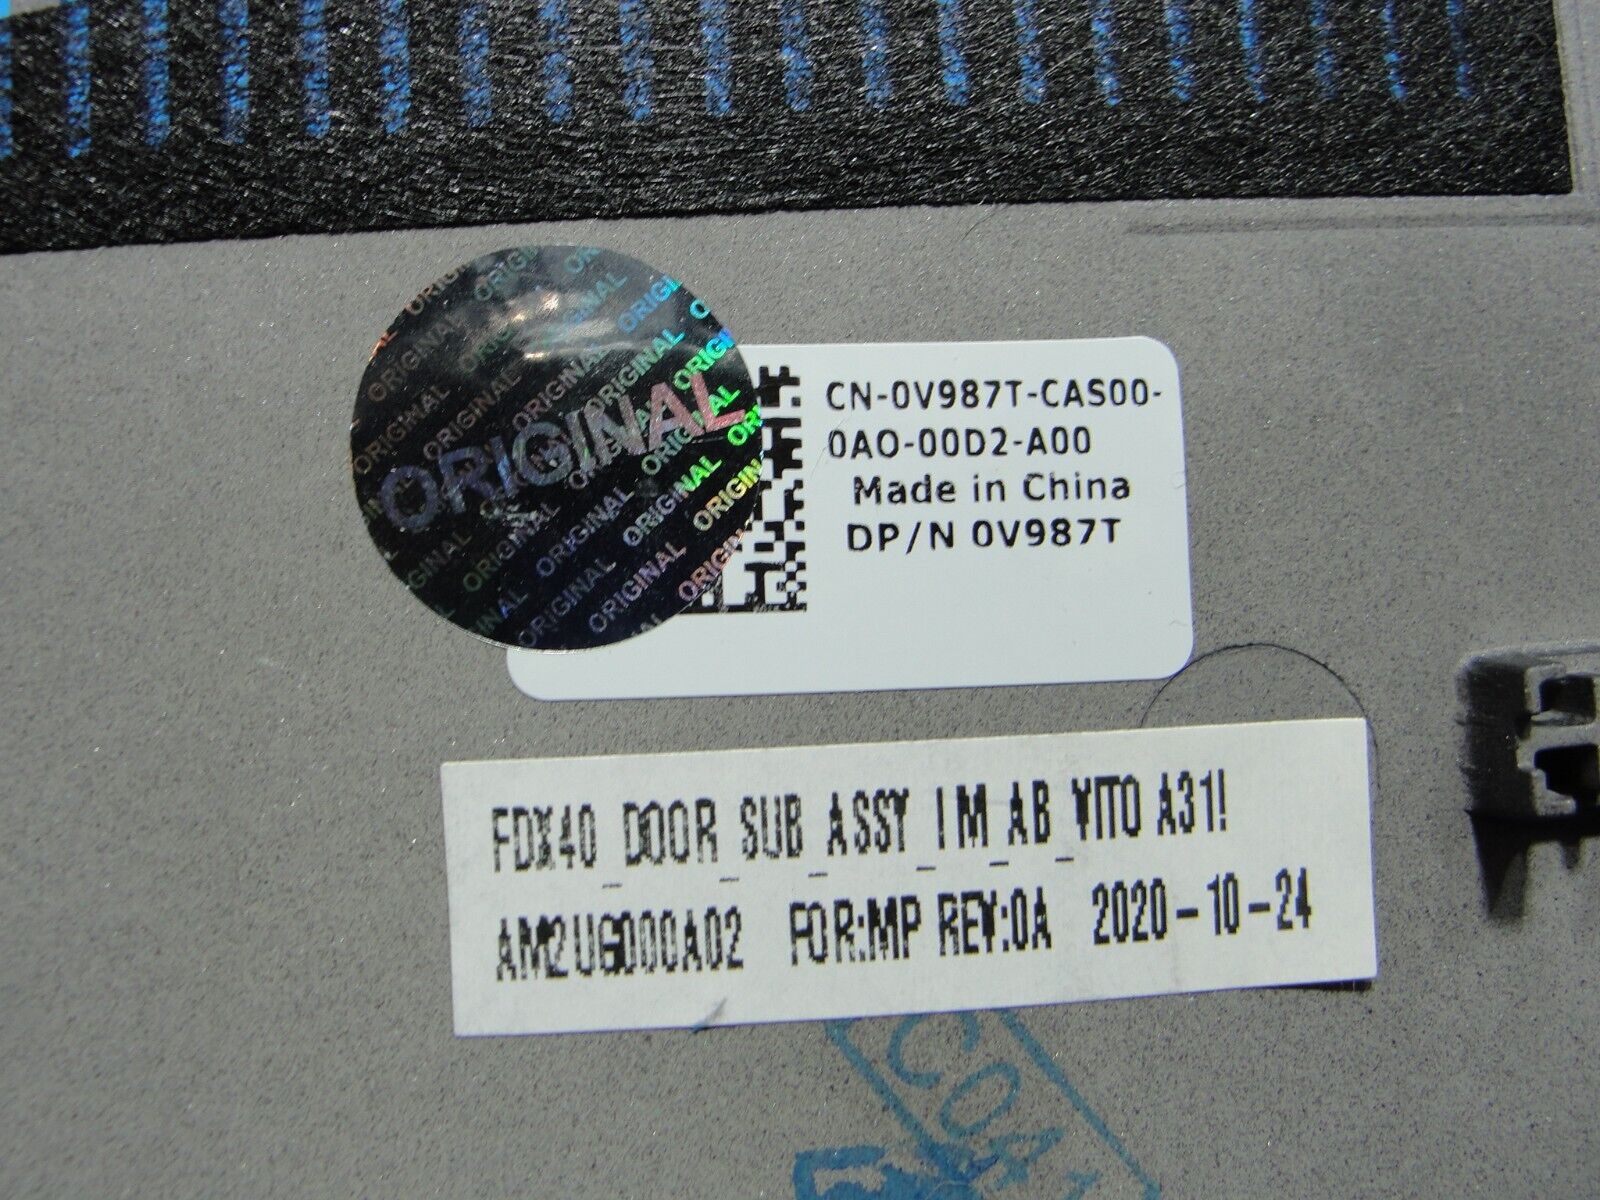 ORIGINAL
CN-0V987T-CAS00-
0AO-00D2-A00
Made in China
DP/N 0V987T
FDX40_DOOR_SUB_ASSY_IM_AB_VITO A31!
AM2UG000A02 FOR:MP REV:0A 2020-10-24